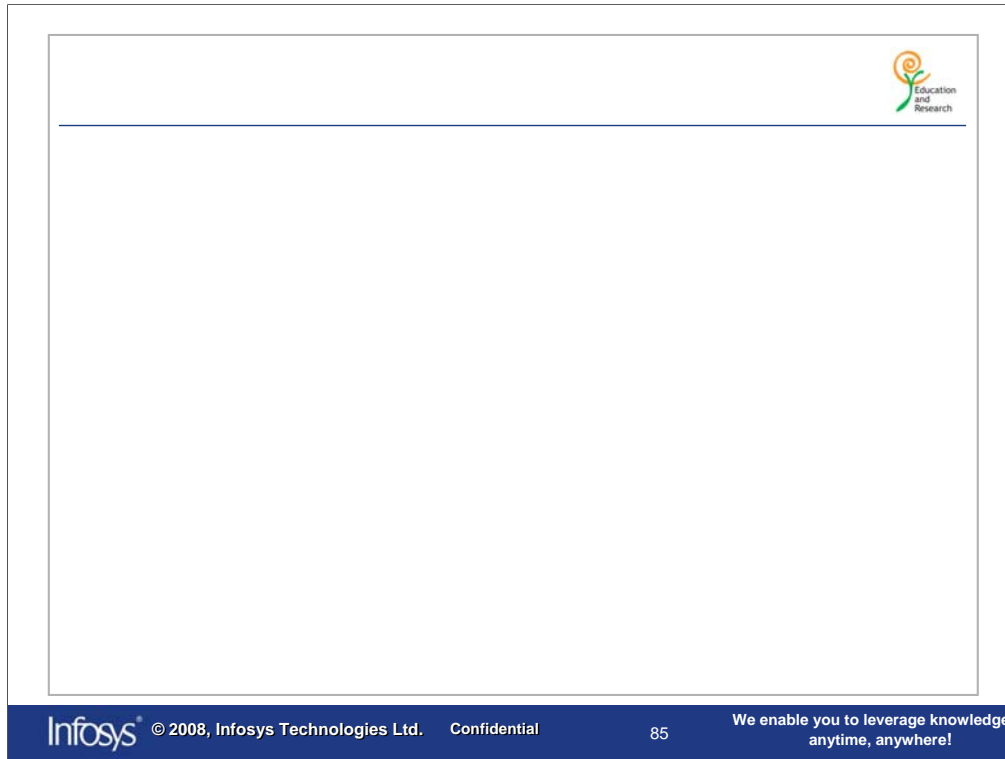 Education
and
Research
Infosys® © 2008, Infosys Technologies Ltd. Confidential 85 We enable you to leverage knowledge
anytime, anywhere!